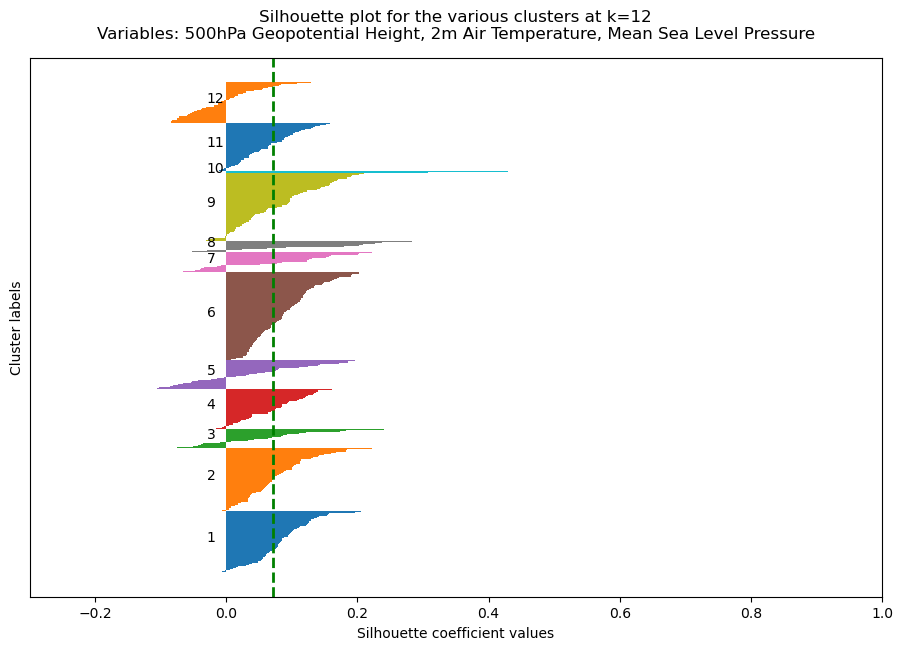 Silhouette plot for the various clusters at k=12
Variables: 500hPa Geopotential Height, 2m Air Temperature, Mean Sea Level Pressure
Cluster labels
12
11
10
9
8
7
6
5
4
3
2
1
−0.2 0.0 0.2 0.4 0.6 0.8 1.0
Silhouette coefficient values